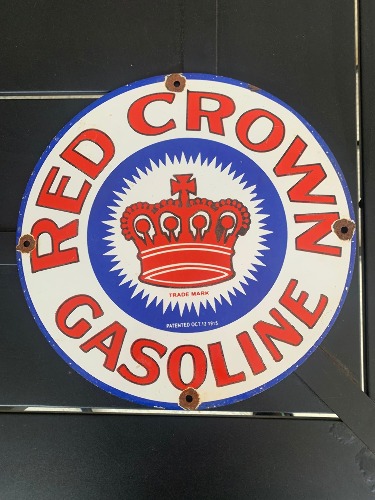 RED CROWN
TRADE MARK
PATENTED OCT 12 1915
GASOLINE